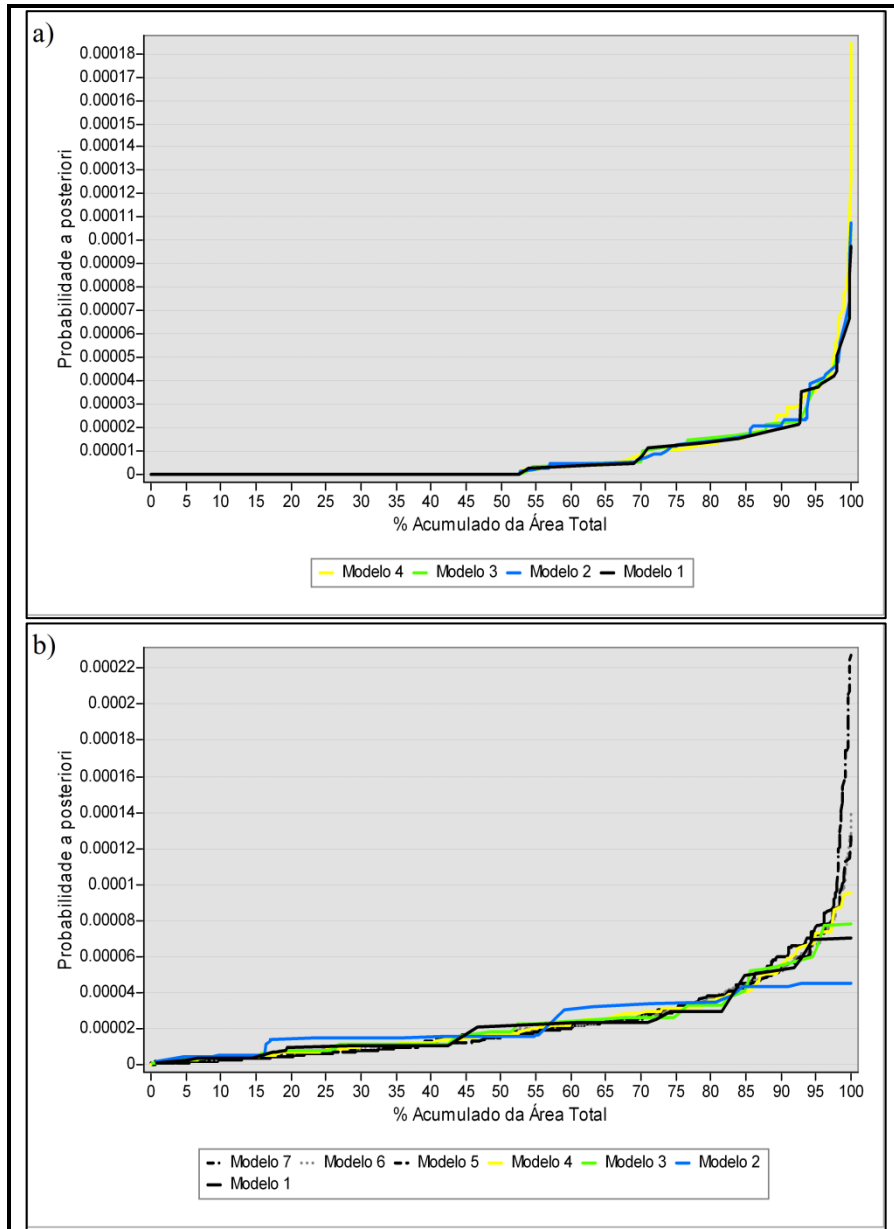 a)
0.00018
0.00017
0.00016
0.00015
0.00014
0.00013
0.00012
0.00011
0.0001
0.00009
0.00008
0.00007
0.00006
0.00005
0.00004
0.00003
0.00002
0.00001
0
Probabilidade a posteriori
0 5 10 15 20 25 30 35 40 45 50 55 60 65 70 75 80 85 90 95 100
% Acumulado da Área Total
Modelo 4 Modelo 3 Modelo 2 Modelo 1
b)
0.00022
0.0002
0.00018
0.00016
0.00014
0.00012
0.0001
0.00008
0.00006
0.00004
0.00002
0
Probabilidade a posteriori
0 5 10 15 20 25 30 35 40 45 50 55 60 65 70 75 80 85 90 95 100
% Acumulado da Área Total
Modelo 7 Modelo 6 Modelo 5 Modelo 4 Modelo 3 Modelo 2
Modelo 1